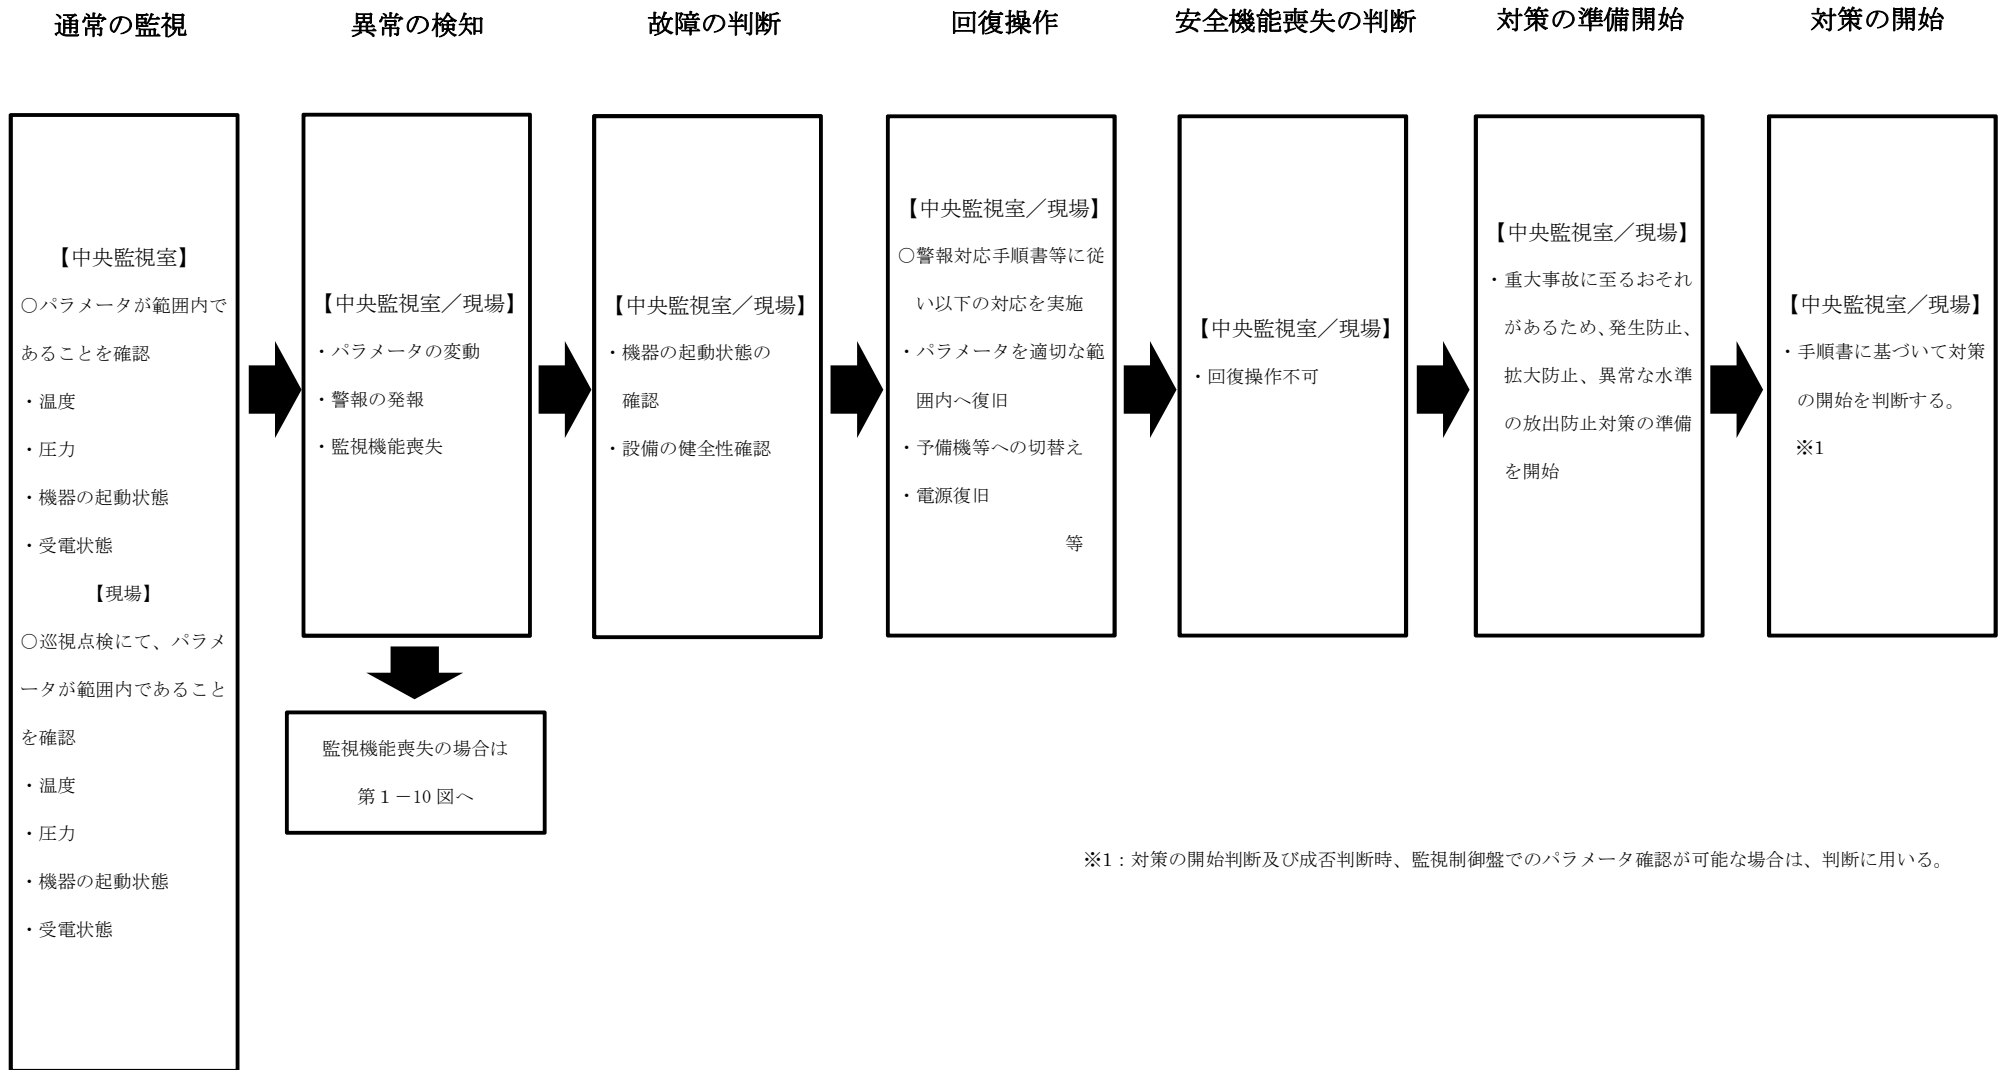 通常の監視
異常の検知
故障の判断
回復操作
安全機能喪失の判断
対策の準備開始
対策の開始
【中央監視室】
○パラメータが範囲内で
あることを確認
・温度
・圧力
・機器の起動状態
・受電状態
【現場】
○巡視点検にて、パラメ
ータが範囲内であること
を確認
・温度
・圧力
・機器の起動状態
・受電状態
【中央監視室／現場】
・パラメータの変動
・警報の発報
・監視機能喪失
監視機能喪失の場合は
第１－10 図へ
【中央監視室／現場】
・機器の起動状態の
確認
・設備の健全性確認
【中央監視室／現場】
○警報対応手順書等に従
い以下の対応を実施
・パラメータを適切な範
囲内へ復旧
・予備機等への切替え
・電源復旧
等
【中央監視室／現場】
・回復操作不可
【中央監視室／現場】
・重大事故に至るおそれ
があるため、発生防止、
拡大防止、異常な水準
の放出防止対策の準備
を開始
【中央監視室／現場】
・手順書に基づいて対策
の開始を判断する。
※1
※1：対策の開始判断及び成否判断時、監視制御盤でのパラメータ確認が可能な場合は、判断に用いる。